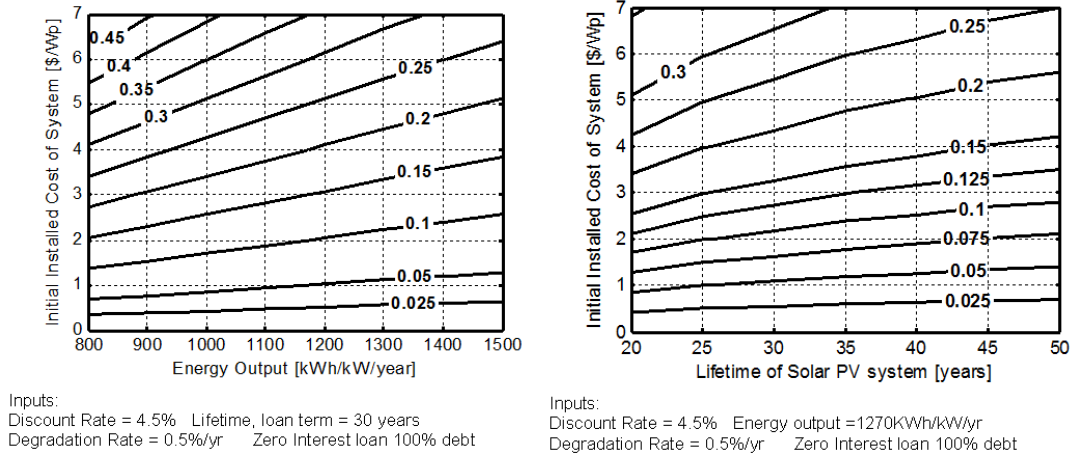 Initial Installed Cost of System [$/Wp]
7
6
5
4
3
2
1
0
0.45
0.4
0.35
0.3
0.25
0.2
0.15
0.1
0.05
0.025
800 900 1000 1100 1200 1300 1400 1500
Energy Output [kWh/kW/year]
Inputs:
Discount Rate = 4.5% Lifetime, loan term = 30 years
Degradation Rate = 0.5%/yr Zero Interest loan 100% debt
Initial Installed Cost of System [$/Wp]
7
6
5
4
3
2
1
0
0.3
0.25
0.2
0.15
0.125
0.1
0.075
0.05
0.025
20 25 30 35 40 45 50
Lifetime of Solar PV system [years]
Inputs:
Discount Rate = 4.5% Energy output =1270KWh/kW/yr
Degradation Rate = 0.5%/yr Zero Interest loan 100% debt